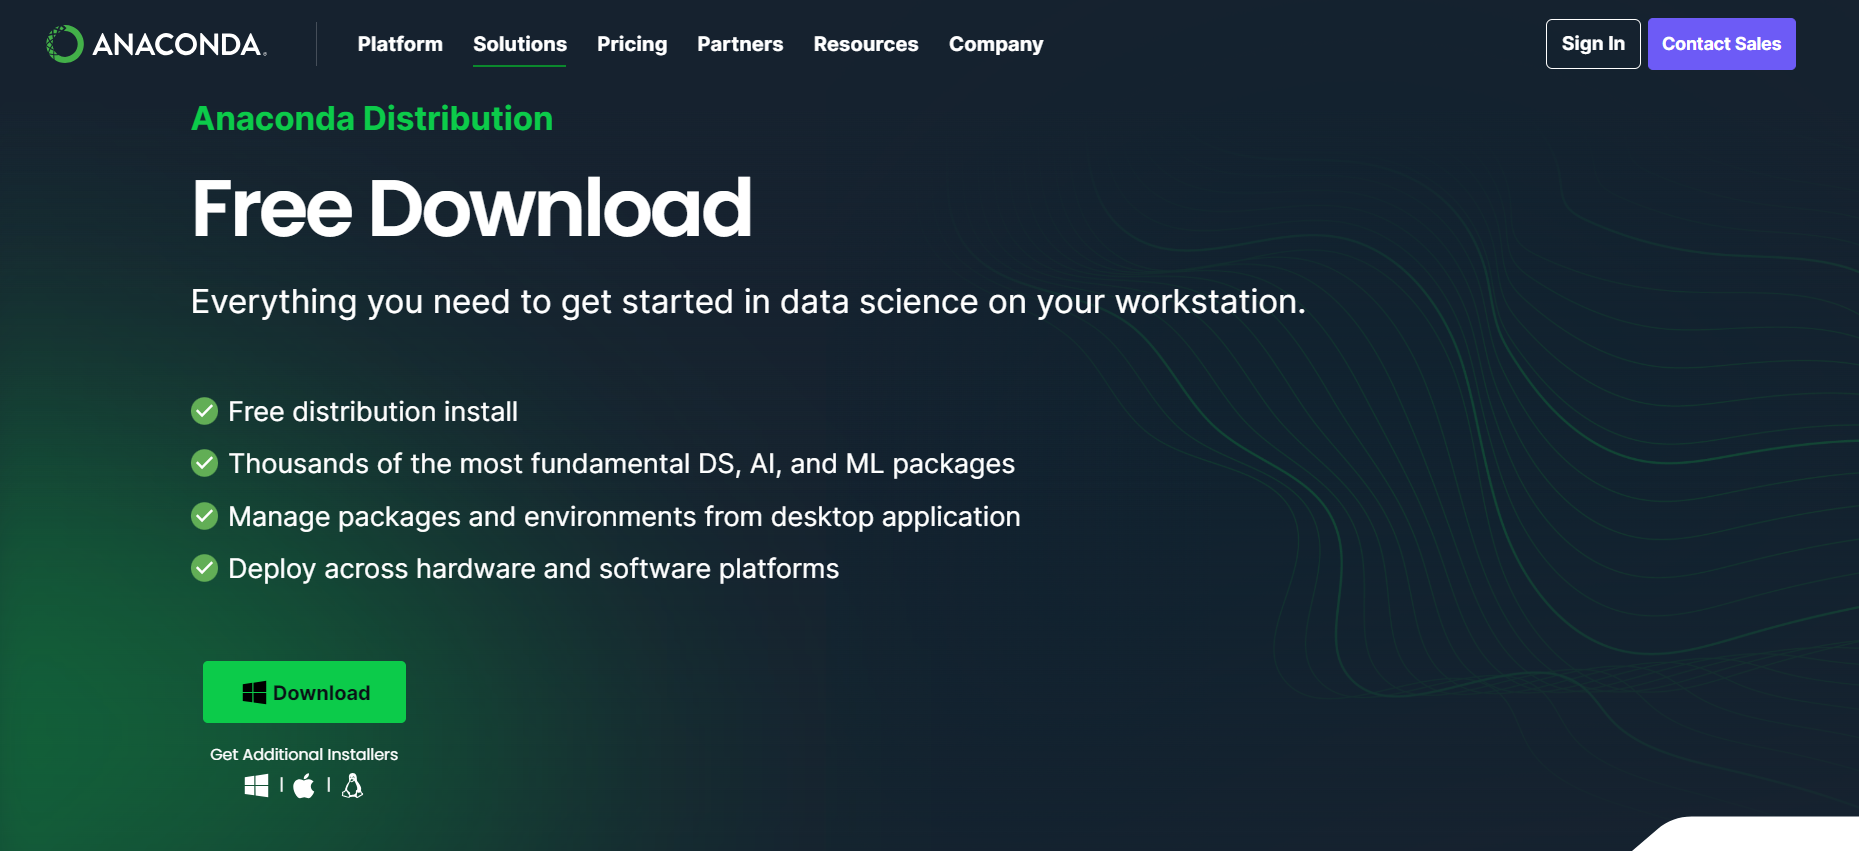 ANACONDA.
Platform Solutions Pricing Partners Resources Company Sign In Contact Sales
Anaconda Distribution
Free Download
Everything you need to get started in data science on your workstation.
Free distribution install
Thousands of the most fundamental DS, AI, and ML packages
Manage packages and environments from desktop application
Deploy across hardware and software platforms
Download
Get Additional Installers
| |